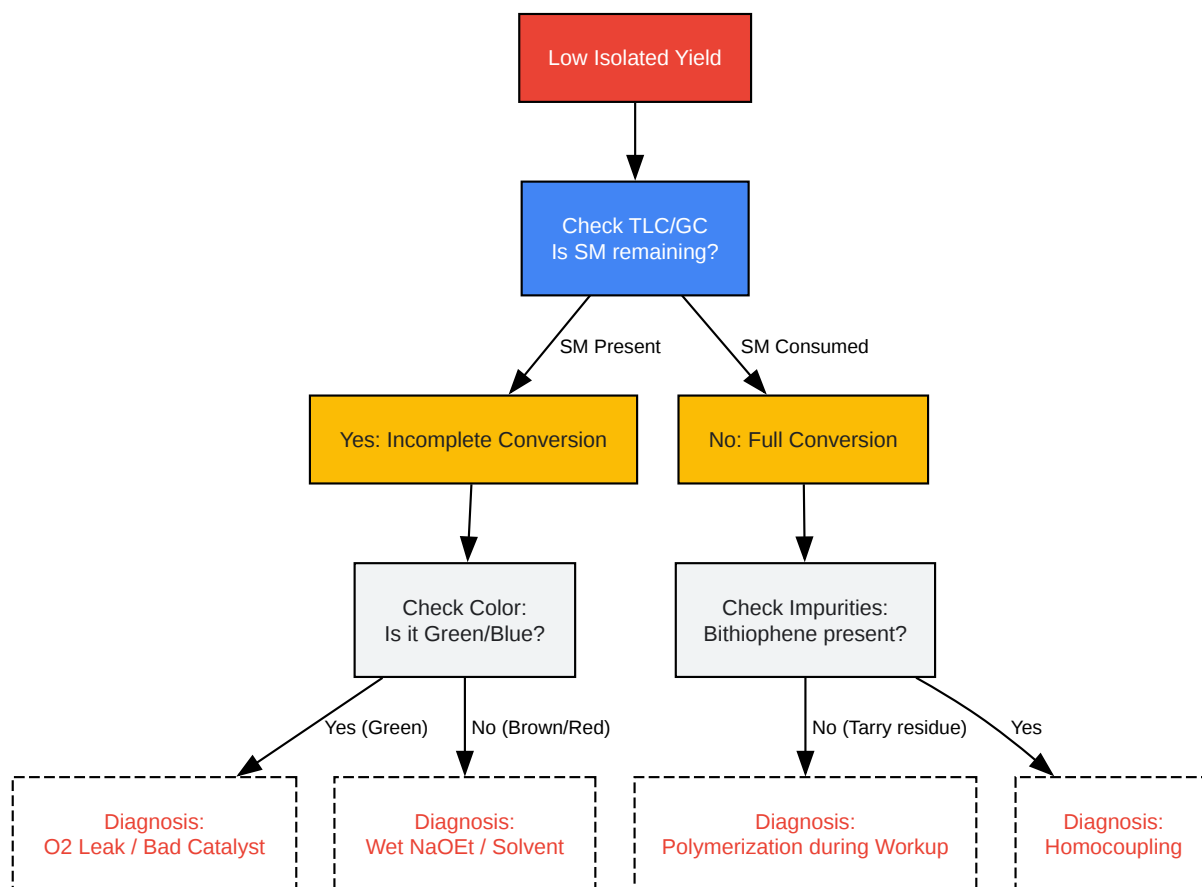 Low Isolated Yield
Check TLC/GC
Is SM remaining?
SM Present
SM Consumed
Yes: Incomplete Conversion
No: Full Conversion
Check Color:
Is it Green/Blue?
Check Impurities:
Bithiophene present?
Yes (Green)
No (Brown/Red)
No (Tarry residue)
Yes
Diagnosis:
O2 Leak / Bad Catalyst
Diagnosis:
Wet NaOEt / Solvent
Diagnosis:
Polymerization during Workup
Diagnosis:
Homocoupling